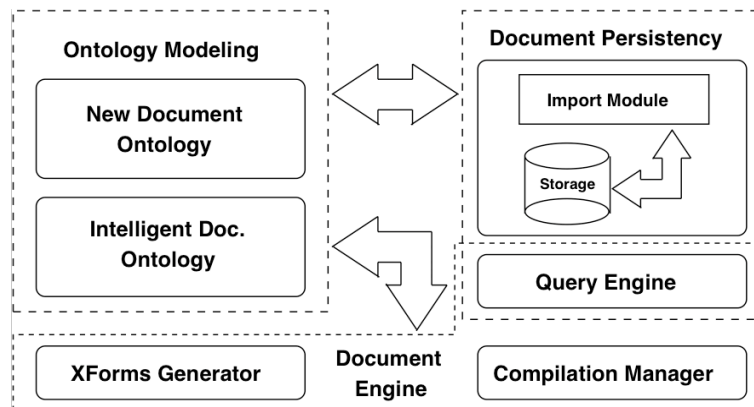 Ontology Modeling
New Document
Ontology
Intelligent Doc.
Ontology
Document Persistency
Import Module
Storage
Query Engine
XForms Generator
Document
Engine
Compilation Manager